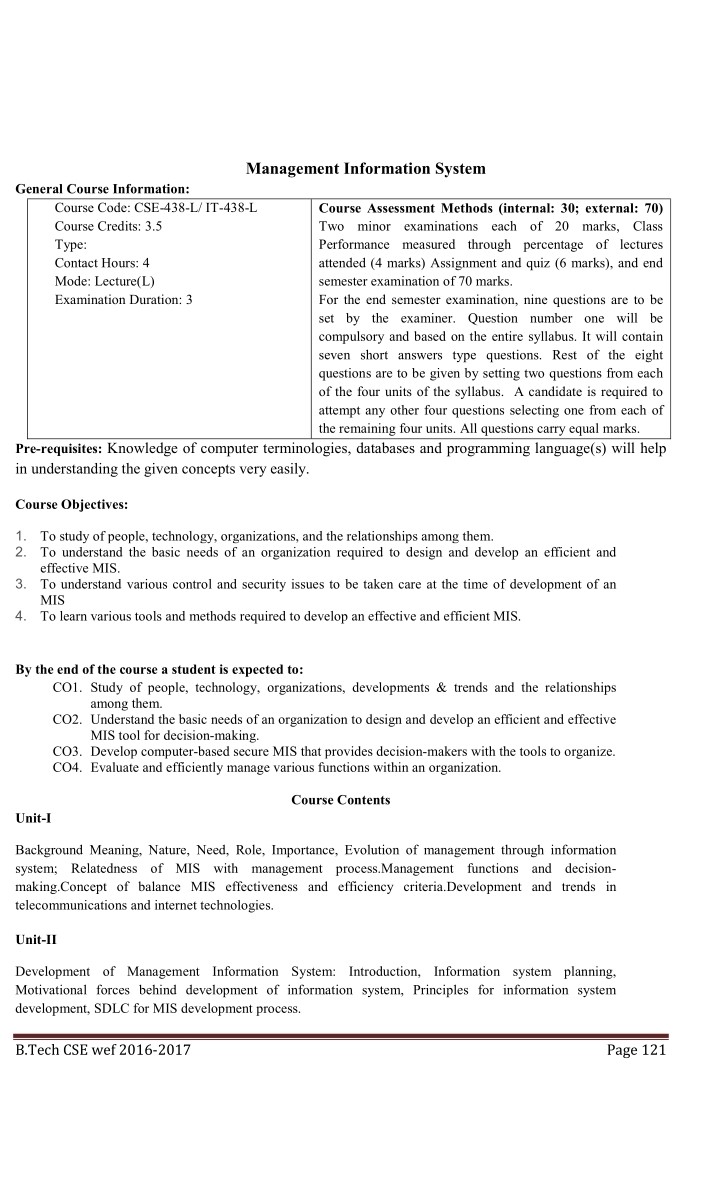 Management Information System
General Course Information:
Course Code: CSE-438-L/ IT-438-L
Course Credits: 3.5
Type:
Contact Hours: 4
Mode: Lecture(L)
Examination Duration: 3
Course Assessment Methods (internal: 30; external: 70)
Two minor examinations each of 20 marks, Class
Performance measured through percentage of lectures
attended (4 marks) Assignment and quiz (6 marks), and end
semester examination of 70 marks.
For the end semester examination, nine questions are to be
set by the examiner. Question number one will be
compulsory and based on the entire syllabus. It will contain
seven short answers type questions. Rest of the eight
questions are to be given by setting two questions from each
of the four units of the syllabus. A candidate is required to
attempt any other four questions selecting one from each of
the remaining four units. All questions carry equal marks.
Pre-requisites: Knowledge of computer terminologies, databases and programming language(s) will help
in understanding the given concepts very easily.
Course Objectives:
1. To study of people, technology, organizations, and the relationships among them.
2. To understand the basic needs of an organization required to design and develop an efficient and
effective MIS.
3. To understand various control and security issues to be taken care at the time of development of an
MIS
4. To learn various tools and methods required to develop an effective and efficient MIS.
By the end of the course a student is expected to:
CO1. Study of people, technology, organizations, developments & trends and the relationships
among them.
CO2. Understand the basic needs of an organization to design and develop an efficient and effective
MIS tool for decision-making.
CO3. Develop computer-based secure MIS that provides decision-makers with the tools to organize.
CO4. Evaluate and efficiently manage various functions within an organization.
Course Contents
Unit-I
Background Meaning, Nature, Need, Role, Importance, Evolution of management through information
system; Relatedness of MIS with management process.Management functions and decision-
making.Concept of balance MIS effectiveness and efficiency criteria.Development and trends in
telecommunications and internet technologies.
Unit-II
Development of Management Information System: Introduction, Information system planning,
Motivational forces behind development of information system, Principles for information system
development, SDLC for MIS development process.
B.Tech CSE wef 2016-2017 Page 121